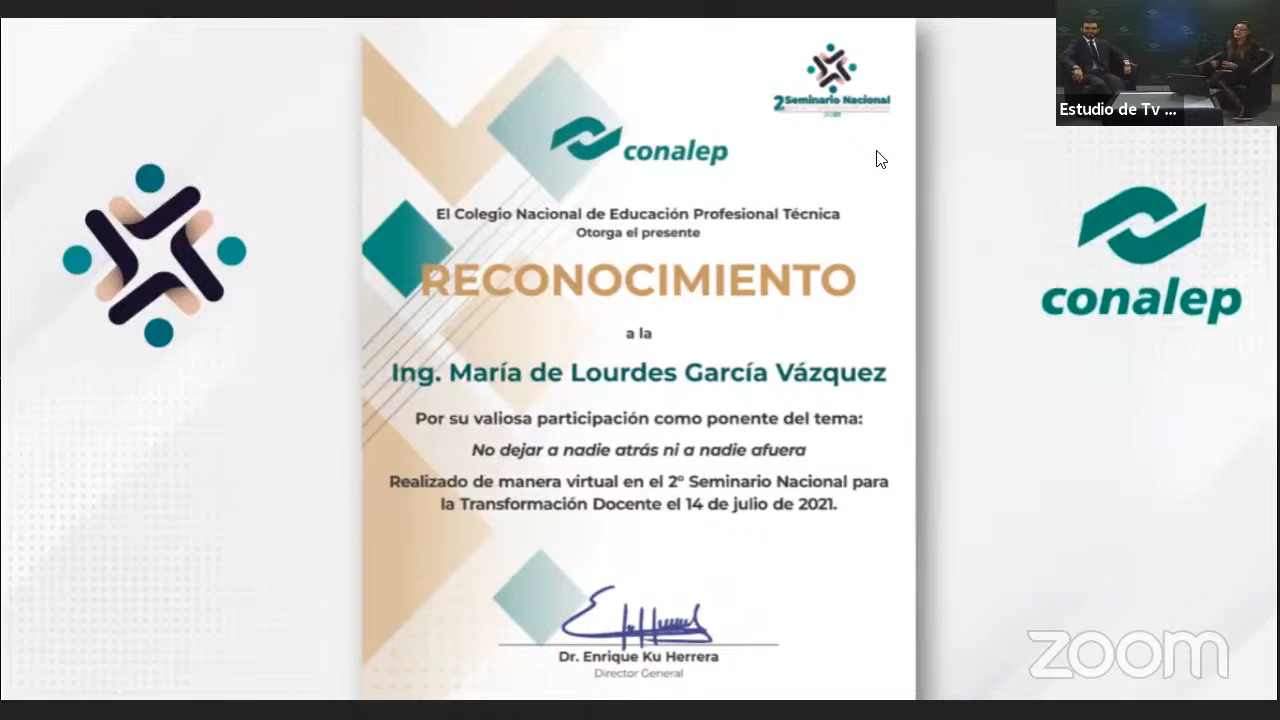 2º Seminario Nacional
conalep
El Colegio Nacional de Educación Profesional Técnica
Otorga el presente
RECONOCIMIENTO
a la
Ing. María de Lourdes García Vázquez
Por su valiosa participación como ponente del tema:
No dejar a nadie atrás ni a nadie afuera
Realizado de manera virtual en el 2° Seminario Nacional para
la Transformación Docente el 14 de julio de 2021.
Dr. Enrique Ku Herrera
Director General
conalep
Estudio de Tv ...
zoom